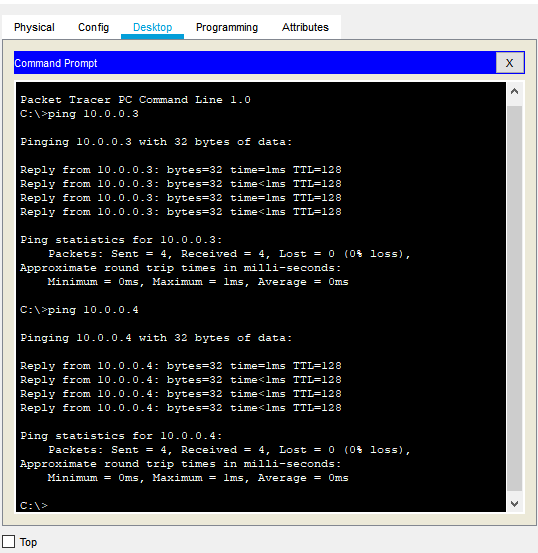 Physical Config Desktop Programming Attributes
Command Prompt X
Packet Tracer PC Command Line 1.0
C:\>ping 10.0.0.3
Pinging 10.0.0.3 with 32 bytes of data:
Reply from 10.0.0.3: bytes=32 time=1ms TTL=128
Reply from 10.0.0.3: bytes=32 time<1ms TTL=128
Reply from 10.0.0.3: bytes=32 time=1ms TTL=128
Reply from 10.0.0.3: bytes=32 time<1ms TTL=128
Ping statistics for 10.0.0.3:
Packets: Sent = 4, Received = 4, Lost = 0 (0% loss),
Approximate round trip times in milli-seconds:
Minimum = 0ms, Maximum = 1ms, Average = 0ms
C:\>ping 10.0.0.4
Pinging 10.0.0.4 with 32 bytes of data:
Reply from 10.0.0.4: bytes=32 time=1ms TTL=128
Reply from 10.0.0.4: bytes=32 time<1ms TTL=128
Reply from 10.0.0.4: bytes=32 time<1ms TTL=128
Reply from 10.0.0.4: bytes=32 time<1ms TTL=128
Ping statistics for 10.0.0.4:
Packets: Sent = 4, Received = 4, Lost = 0 (0% loss),
Approximate round trip times in milli-seconds:
Minimum = 0ms, Maximum = 1ms, Average = 0ms
C:\>
Top